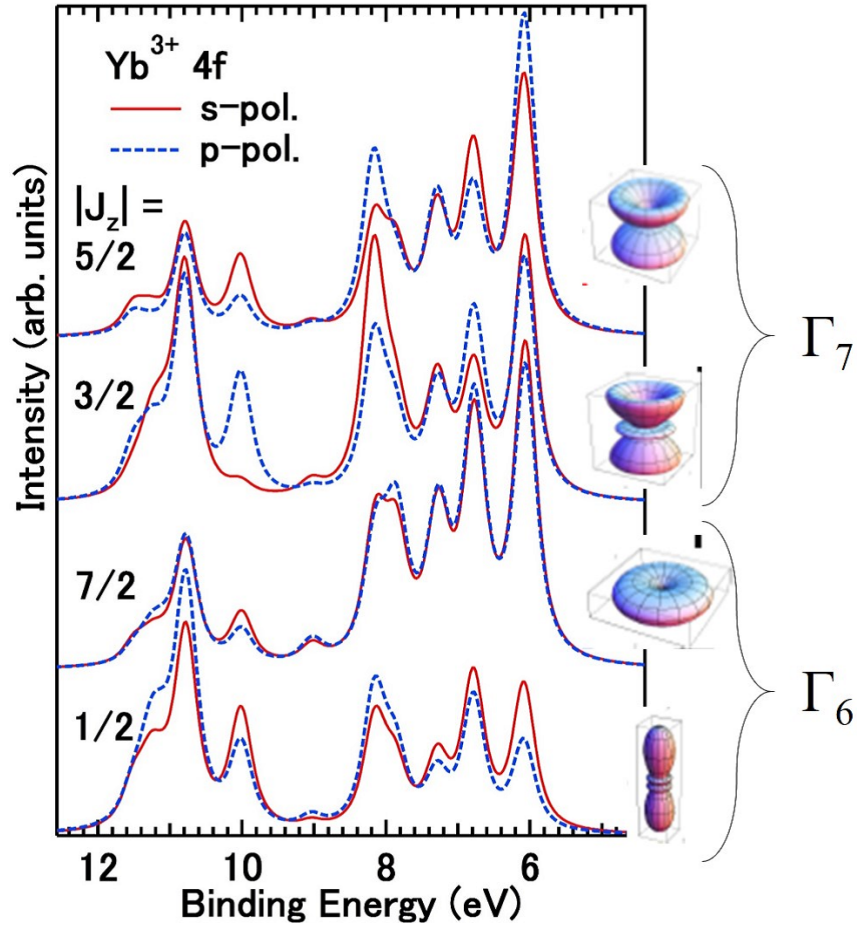 Yb³⁺ 4f
s-pol.
p-pol.
|J_z| =
5/2
3/2
7/2
1/2
Γ₇
Γ₆
Intensity (arb. units)
12 10 8 6
Binding Energy (eV)